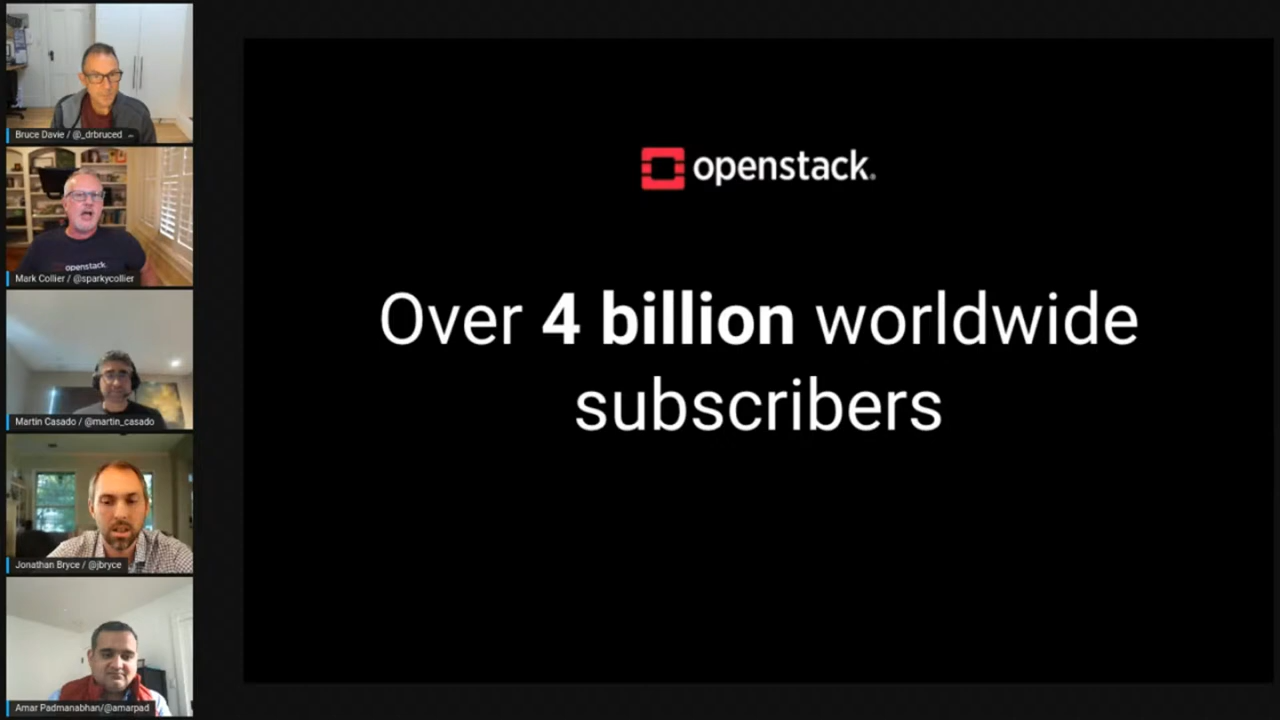 Bruce Davie / @_drbruced
openstack.
Mark Collier / @sparkycollier
Martin Casado / @martin_casado
Jonathan Bryce / @jbryce
Amar Padmanabhan/@amarpad
openstack.
Over 4 billion worldwide
subscribers